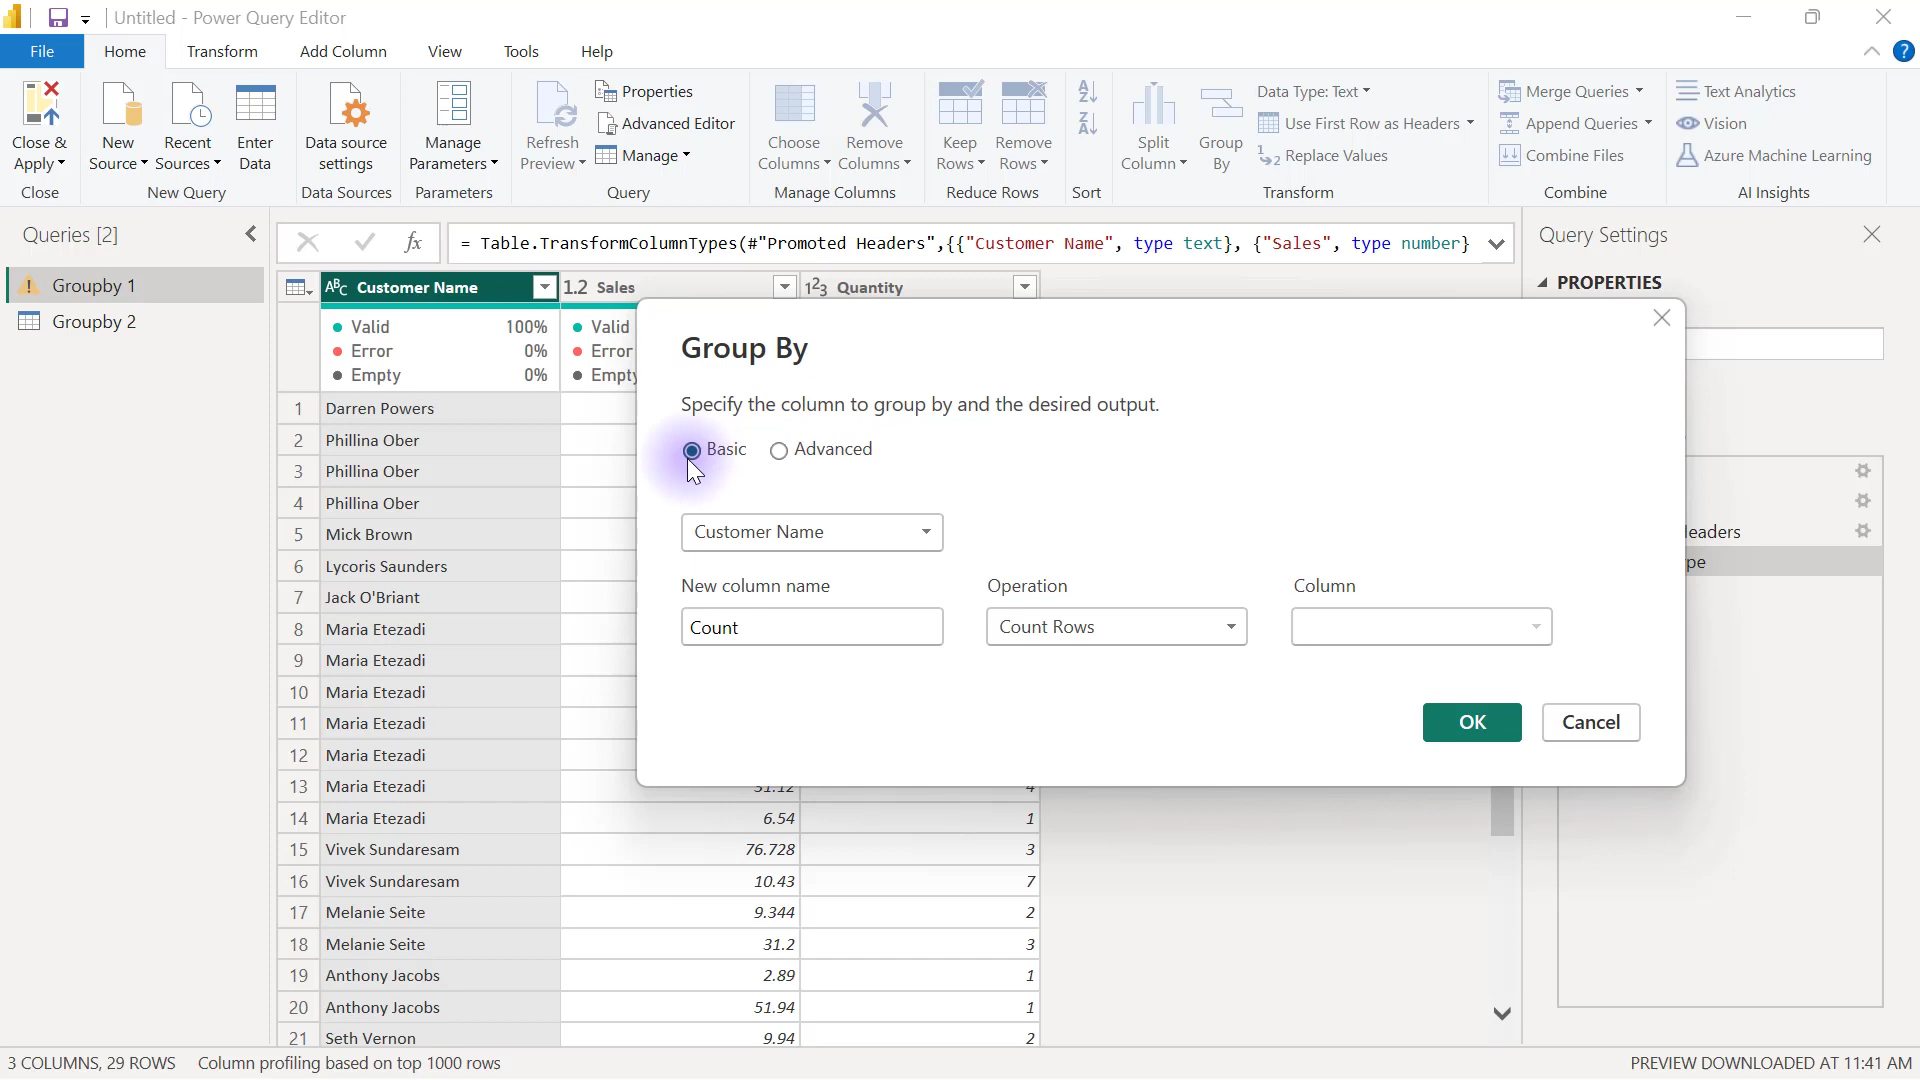 Untitled - Power Query Editor
File Home Transform Add Column View Tools Help
?
Close & Apply
New Source
Recent Sources
Enter Data
Data source settings
Manage Parameters
Refresh Preview
Properties
Advanced Editor
Manage
Choose Columns
Remove Columns
Keep Rows
Remove Rows
Split Column
Group By
Data Type: Text
Use First Row as Headers
Replace Values
Merge Queries
Append Queries
Combine Files
Text Analytics
Vision
Azure Machine Learning
Close New Query Data Sources Parameters Query Manage Columns Reduce Rows Sort Transform Combine AI Insights
Queries [2]
Groupby 1
Groupby 2
fx = Table.TransformColumnTypes(#"Promoted Headers",{{"Customer Name", type text}, {"Sales", type number}
Query Settings
PROPERTIES
ABC Customer Name 1.2 Sales 123 Quantity
Valid 100% Valid
Error 0% Error
Empty 0% Empty
Group By
Specify the column to group by and the desired output.
Basic Advanced
Customer Name
New column name Operation Column
Count Count Rows
OK Cancel
1 Darren Powers
2 Phillina Ober
3 Phillina Ober
4 Phillina Ober
5 Mick Brown
6 Lycoris Saunders
7 Jack O'Briant
8 Maria Etezadi
9 Maria Etezadi
10 Maria Etezadi
11 Maria Etezadi
12 Maria Etezadi
13 Maria Etezadi 31.12 4
14 Maria Etezadi 6.54 1
15 Vivek Sundaresam 76.728 3
16 Vivek Sundaresam 10.43 7
17 Melanie Seite 9.344 2
18 Melanie Seite 31.2 3
19 Anthony Jacobs 2.89 1
20 Anthony Jacobs 51.94 1
21 Seth Vernon 9.94 2
3 COLUMNS, 29 ROWS Column profiling based on top 1000 rows
PREVIEW DOWNLOADED AT 11:41 AM